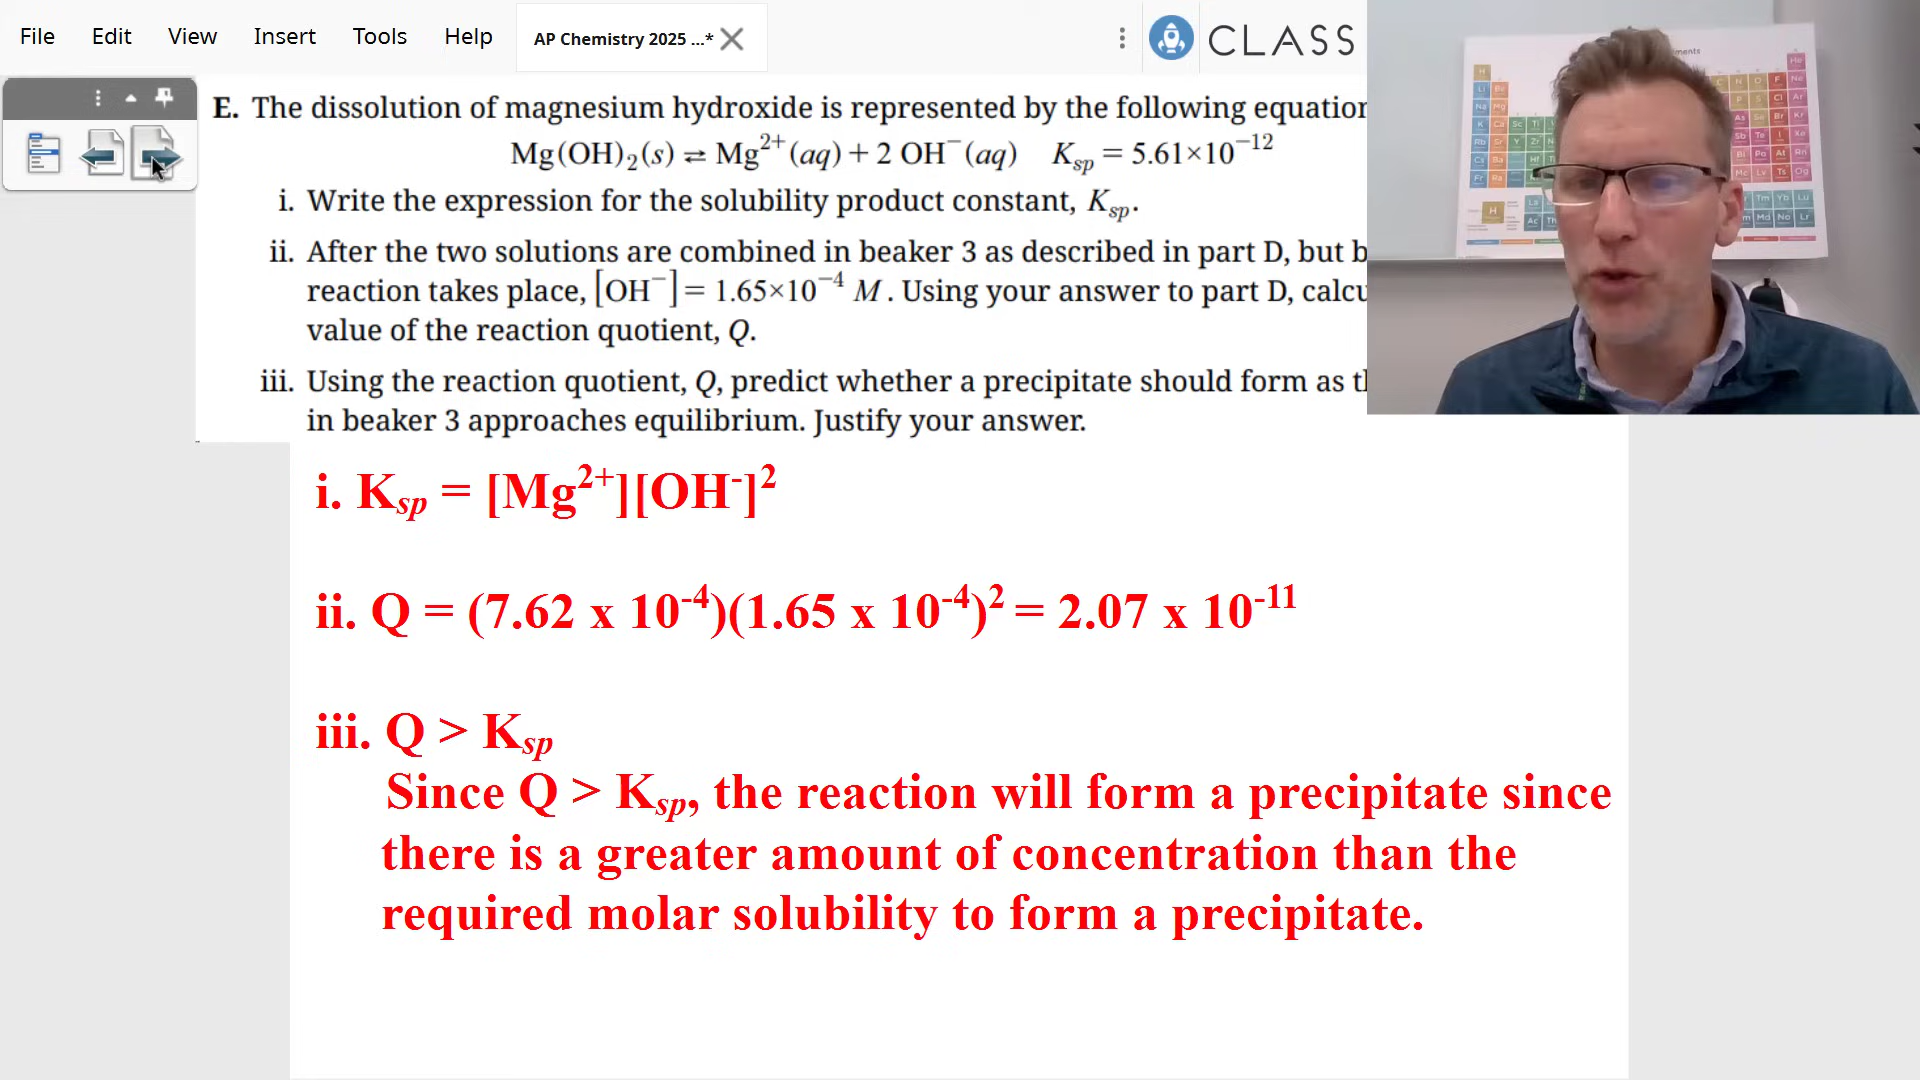 File Edit View Insert Tools Help AP Chemistry 2025 ...* CLASS
E. The dissolution of magnesium hydroxide is represented by the following equation
Mg(OH)₂(s) ⇌ Mg²⁺(aq) + 2 OH⁻(aq) Kₛₚ = 5.61×10⁻¹²
i. Write the expression for the solubility product constant, Kₛₚ.
ii. After the two solutions are combined in beaker 3 as described in part D, but b
reaction takes place, [OH⁻] = 1.65×10⁻⁴ M. Using your answer to part D, calcu
value of the reaction quotient, Q.
iii. Using the reaction quotient, Q, predict whether a precipitate should form as t
in beaker 3 approaches equilibrium. Justify your answer.
i. Kₛₚ = [Mg²⁺][OH⁻]²
ii. Q = (7.62 x 10⁻⁴)(1.65 x 10⁻⁴)² = 2.07 x 10⁻¹¹
iii. Q > Kₛₚ
Since Q > Kₛₚ, the reaction will form a precipitate since
there is a greater amount of concentration than the
required molar solubility to form a precipitate.